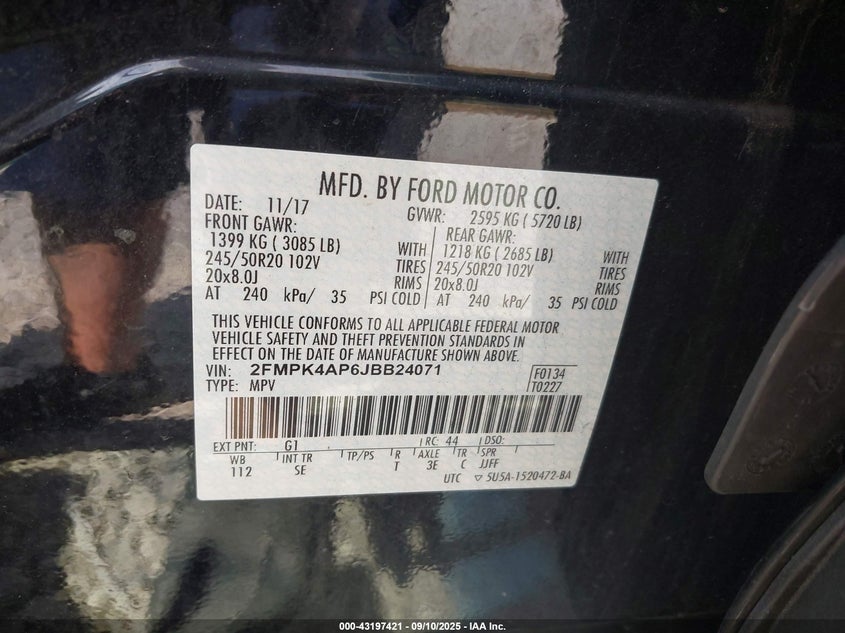 MFD. BY FORD MOTOR CO.
DATE: 11/17 GVWR: 2595 KG ( 5720 LB)
FRONT GAWR: REAR GAWR:
1399 KG ( 3085 LB) WITH 1218 KG ( 2685 LB) WITH
245/50R20 102V TIRES 245/50R20 102V TIRES
20x8.0J RIMS 20x8.0J RIMS
AT 240 kPa/ 35 PSI COLD AT 240 kPa/ 35 PSI COLD
THIS VEHICLE CONFORMS TO ALL APPLICABLE FEDERAL MOTOR
VEHICLE SAFETY AND THEFT PREVENTION STANDARDS IN
EFFECT ON THE DATE OF MANUFACTURE SHOWN ABOVE.
VIN: 2FMPK4AP6JBB24071 F0134
TYPE: MPV T0227
EXT PNT: G1 RC: 44 DSO:
WB INT TR TP/PS R AXLE TR SPR
112 SE T 3E C JJFF
UTC ▽ 5U5A-1520472-BA
000-43197421 - 09/10/2025 - IAA Inc.